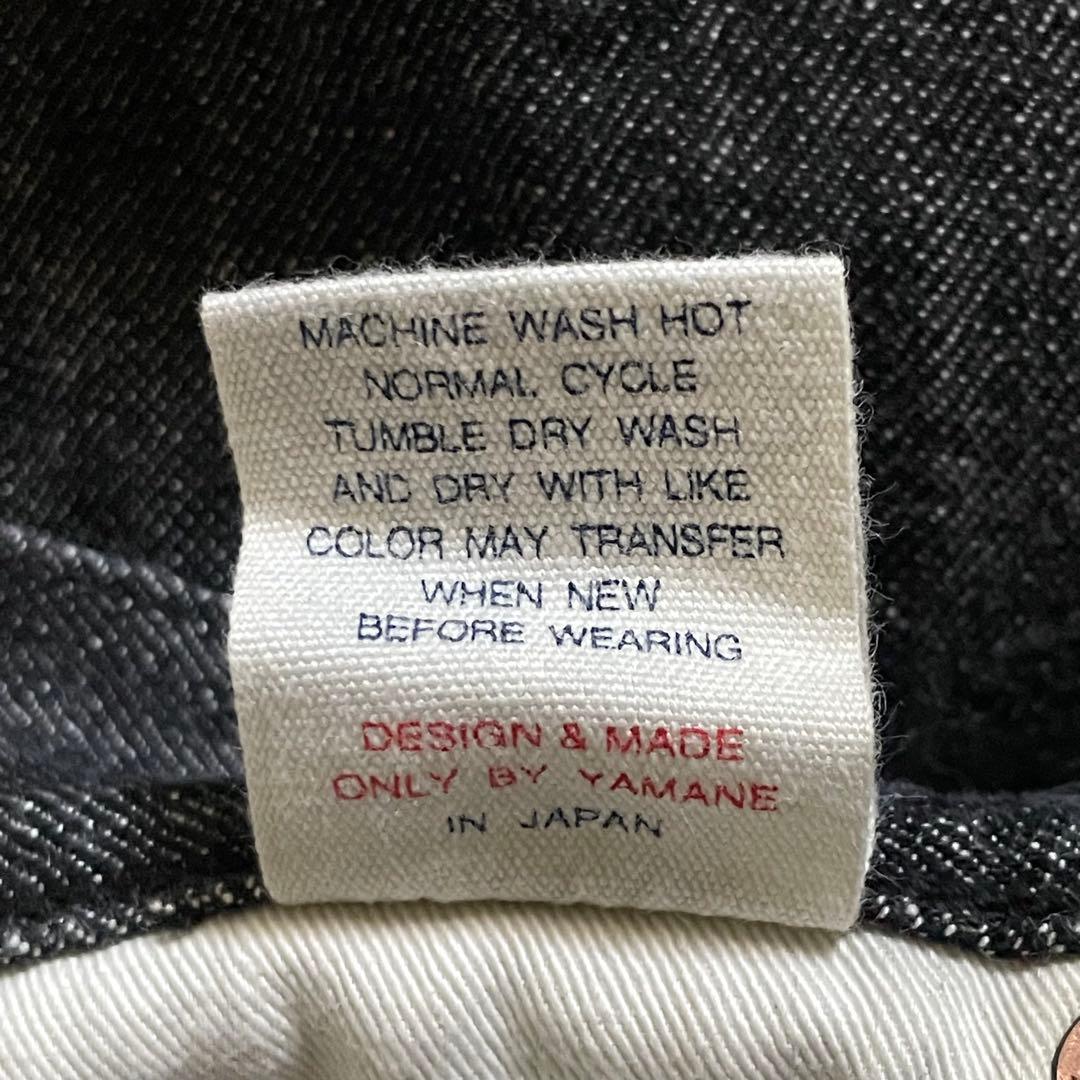 MACHINE WASH HOT
NORMAL CYCLE
TUMBLE DRY WASH
AND DRY WITH LIKE
COLOR MAY TRANSFER
WHEN NEW
BEFORE WEARING
DESIGN & MADE
ONLY BY YAMANE
IN JAPAN